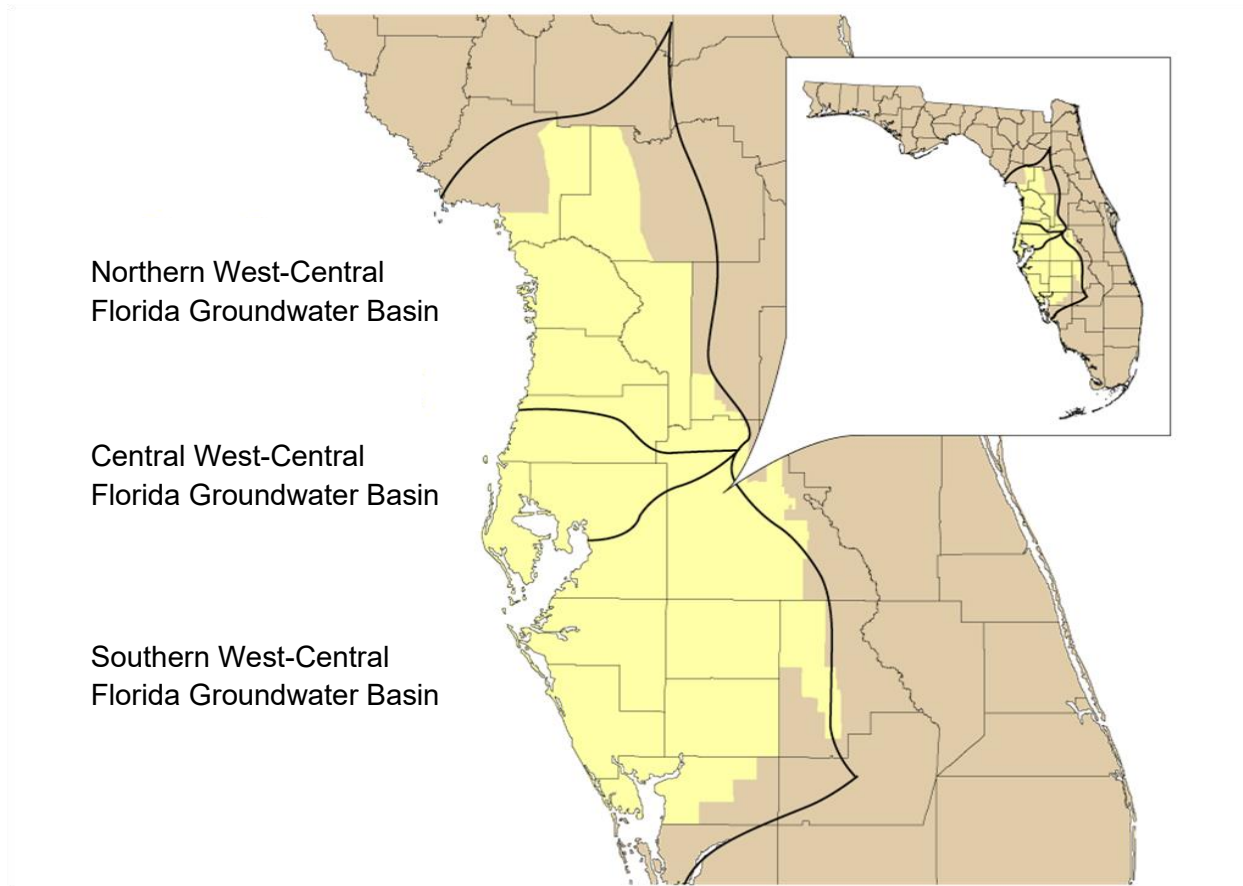 Northern West-Central
Florida Groundwater Basin
Central West-Central
Florida Groundwater Basin
Southern West-Central
Florida Groundwater Basin